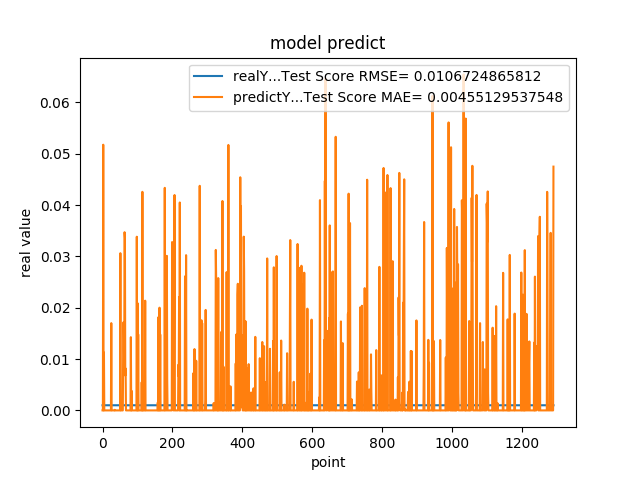 model predict
realY...Test Score RMSE= 0.0106724865812
predictY...Test Score MAE= 0.00455129537548
0.06
0.05
0.04
0.03
0.02
0.01
0.00
real value
0 200 400 600 800 1000 1200
point